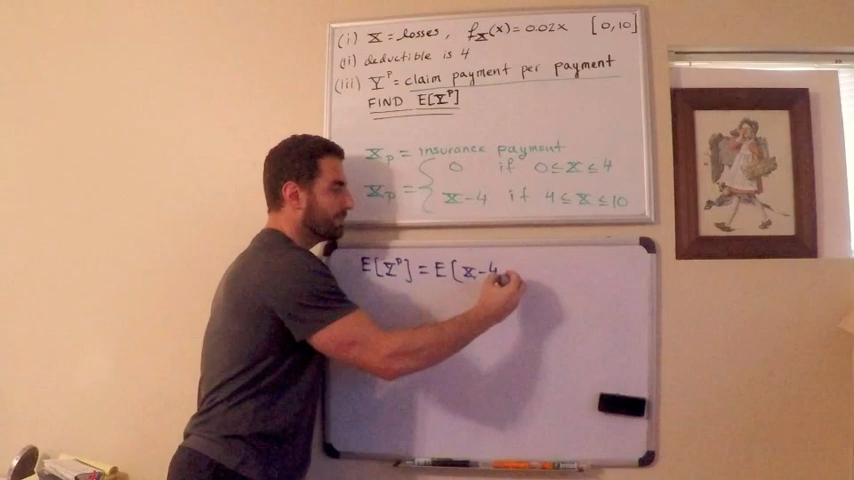 (i) X = losses, f_X(x) = 0.02x [0,10]
(ii) deductible is 4
(iii) Y^P = claim payment per payment
FIND E[Y^P]
X_P = insurance payment
X_P = { 0 if 0 ≤ X ≤ 4
X-4 if 4 ≤ X ≤ 10
E[Y^P] = E[X-4